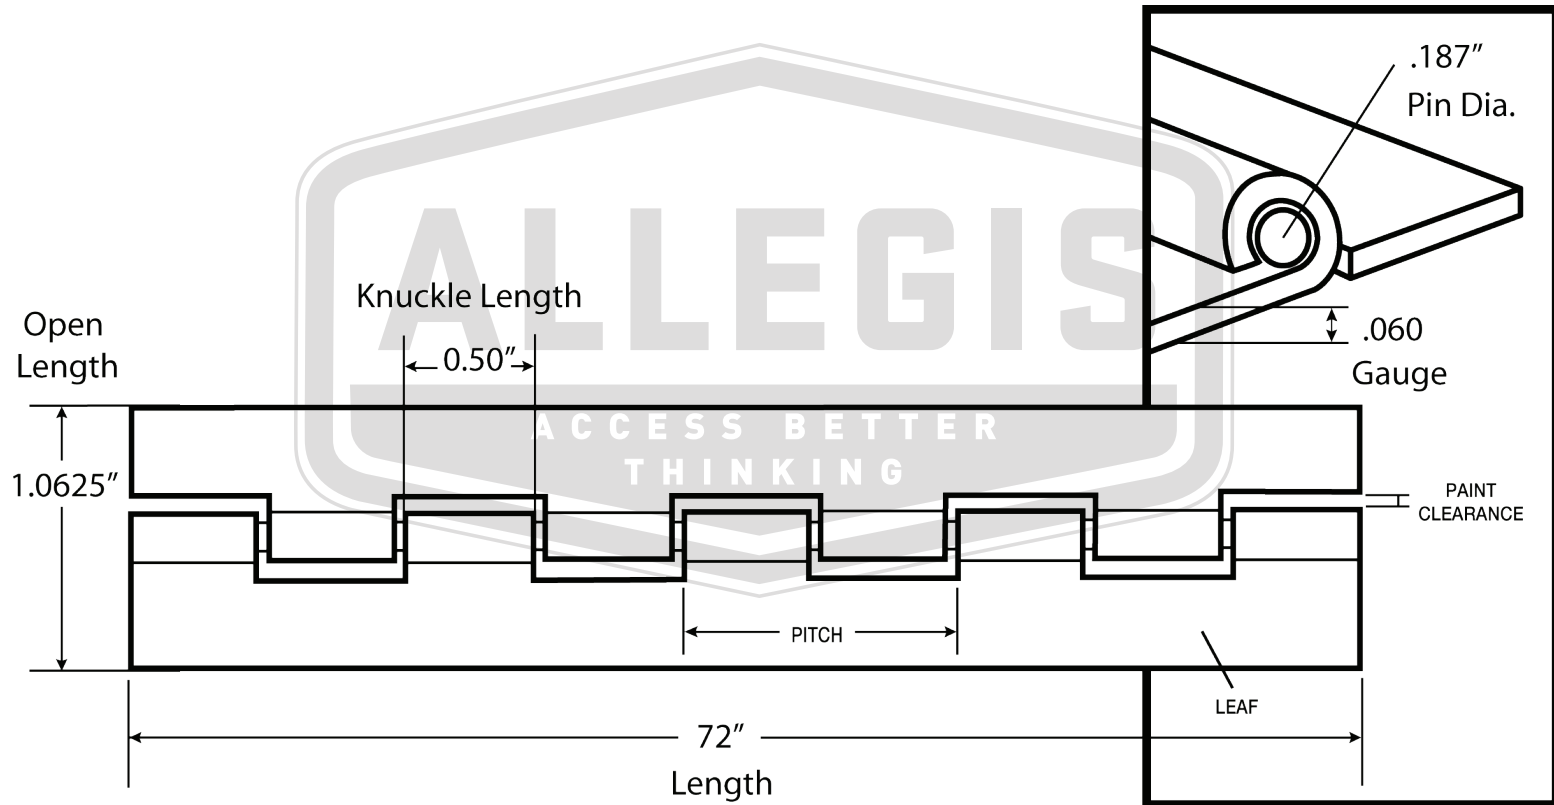 .187”
Pin Dia.
ALLEGIS
Knuckle Length
Open
Length
.060
Gauge
0.50”
ACCESS BETTER
THINKING
1.0625”
PAINT
CLEARANCE
PITCH
LEAF
72”
Length